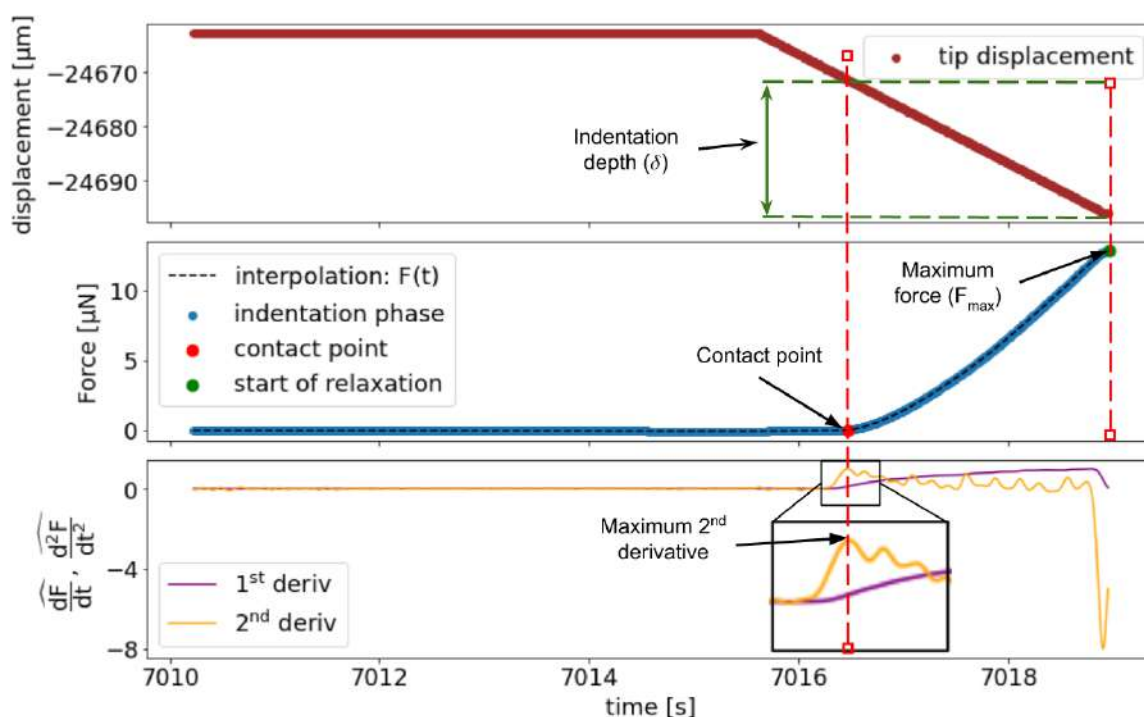 displacement [μm]
−24670
−24680
−24690
tip displacement
Indentation
depth (δ)
Force [μN]
10
5
0
interpolation: F(t)
indentation phase
contact point
start of relaxation
Maximum
force (F_max)
Contact point
dF/dt , d²F/dt²
0
−4
−8
1st deriv
2nd deriv
Maximum 2nd
derivative
7010
7012
7014
7016
7018
time [s]